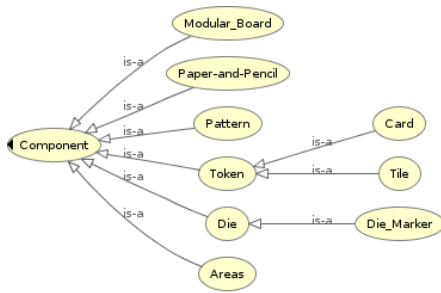 Modular_Board
is-a
Paper-and-Pencil
is-a
Pattern
is-a
Card
is-a
Component
is-a
Token
is-a
Tile
is-a
Die
is-a
Die_Marker
is-a
Areas